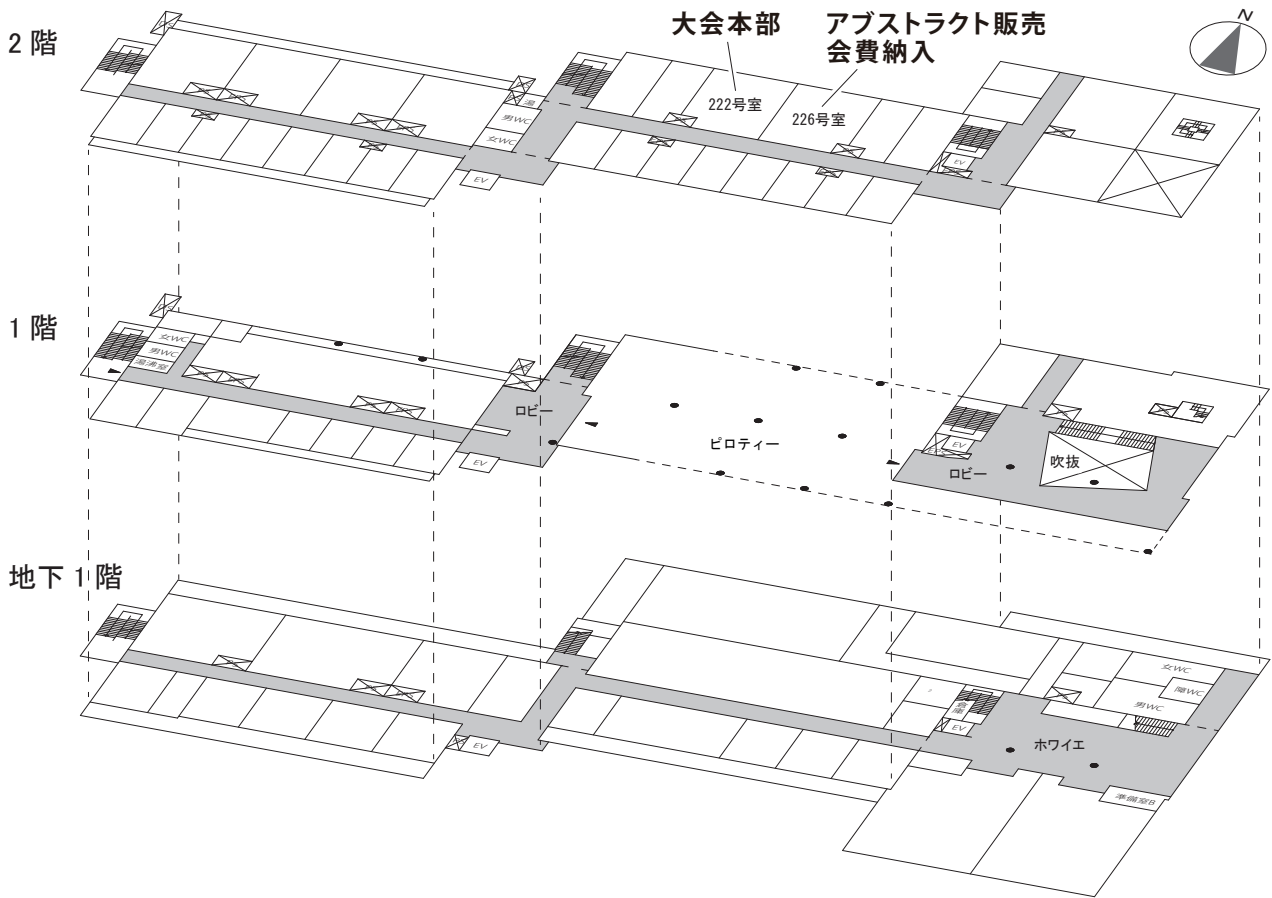 2階
大会本部
アブストラクト販売
会費納入
N
222号室
226号室
湯
男WC
女WC
EV
EV
1階
女WC
男WC
湯沸室
ロビー
EV
ピロティー
EV
ロビー
吹抜
地下1階
女WC
障WC
男WC
倉庫
EV
EV
ホワイエ
準備室B